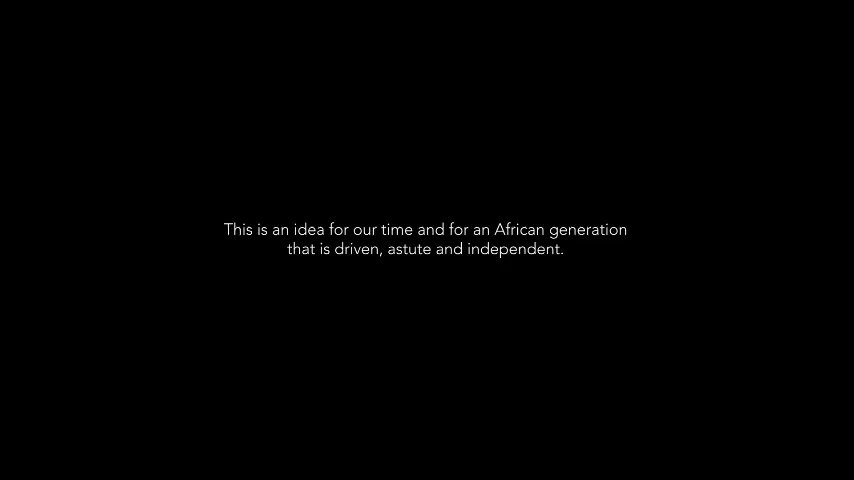 This is an idea for our time and for an African generation
that is driven, astute and independent.